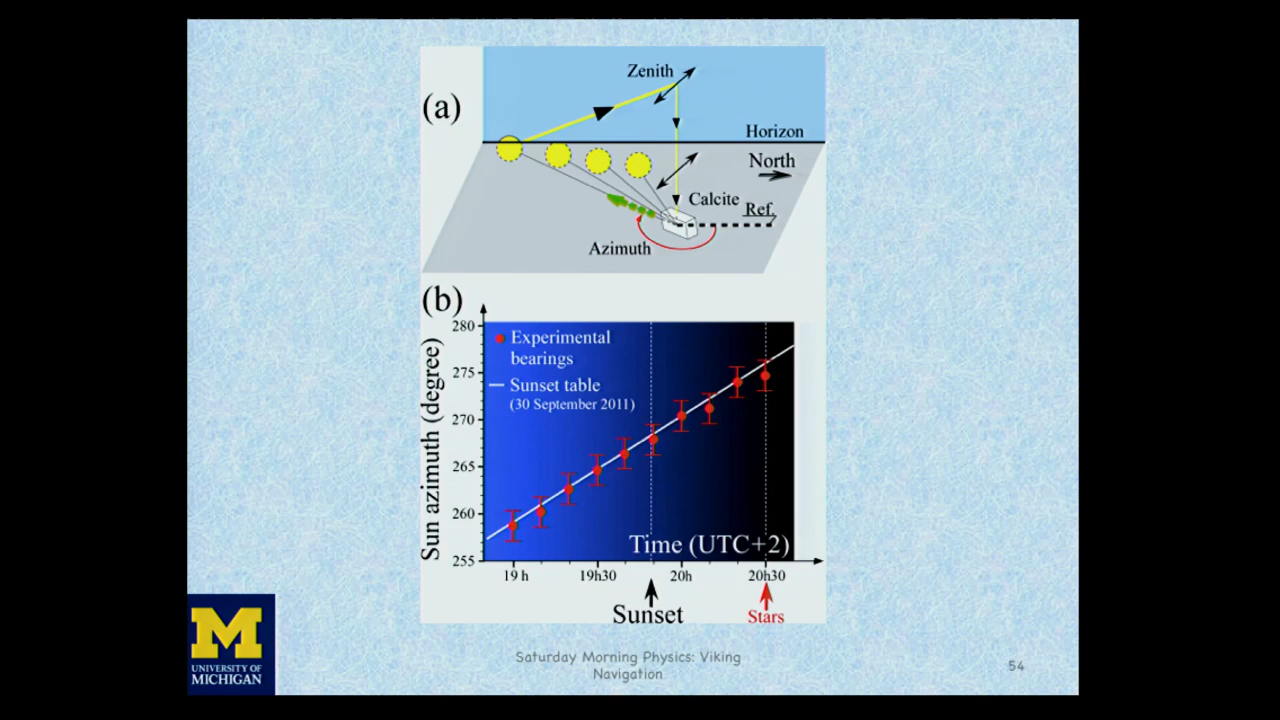 (a)
Zenith
Horizon
North
Calcite
Ref.
Azimuth
(b)
Sun azimuth (degree)
280
275
270
265
260
255
Experimental
bearings
Sunset table
(30 September 2011)
Time (UTC+2)
19 h
19h30
20h
20h30
Sunset
Stars
M
UNIVERSITY OF
MICHIGAN
Saturday Morning Physics: Viking
Navigation
54